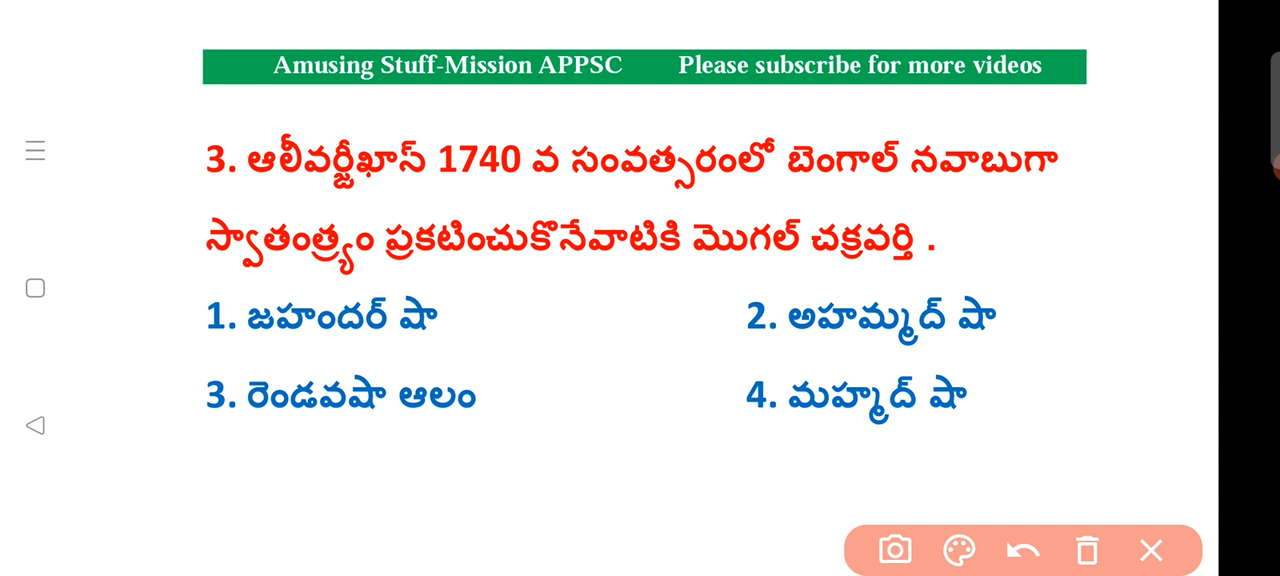 Amusing Stuff-Mission APPSC Please subscribe for more videos
3. ఆలీవర్జీఖాస్ 1740 వ సంవత్సరంలో బెంగాల్ నవాబుగా
స్వాతంత్ర్యం ప్రకటించుకొనేవాటికి మొగల్ చక్రవర్తి .
1. జహందర్ షా 2. అహమ్మద్ షా
3. రెండవషా ఆలం 4. మహ్మద్ షా